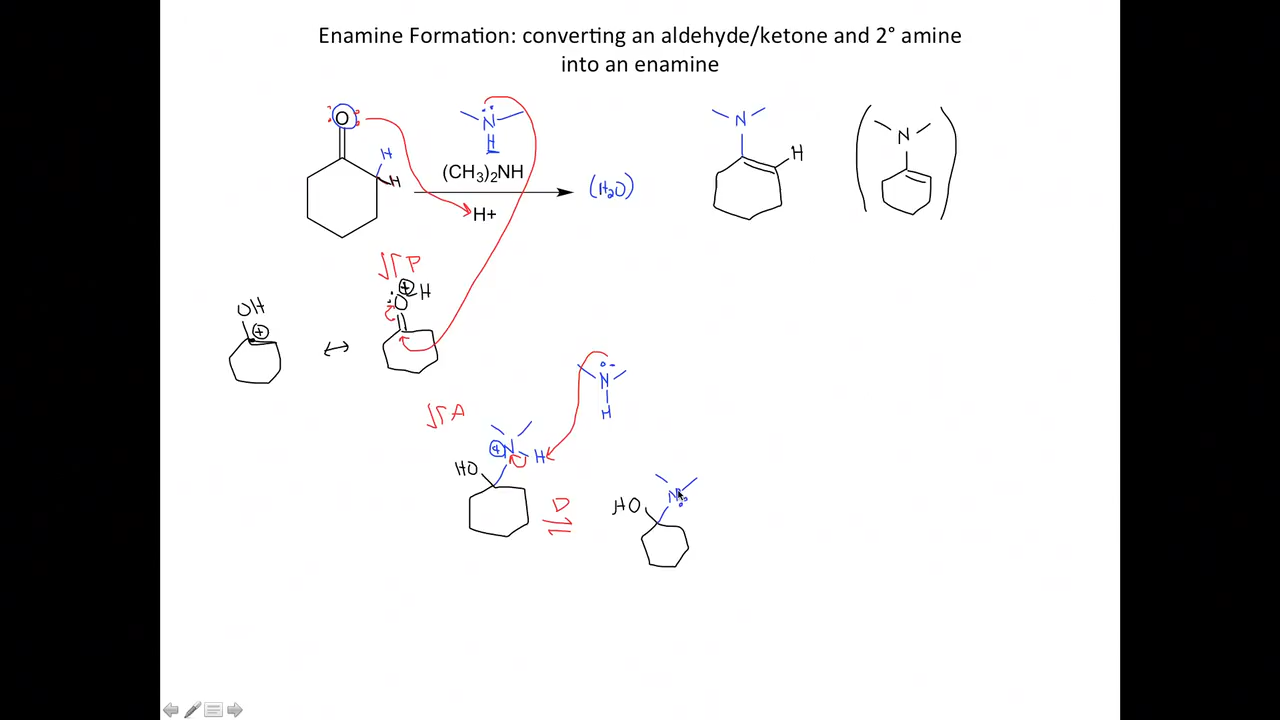 Enamine Formation: converting an aldehyde/ketone and 2° amine
into an enamine
O
N
H
H
H
(CH3)2NH
H+
(H2O)
N
H
N
P
OH
+
+
O
H
N
H
A
+
N
H
HO
D
HO
N